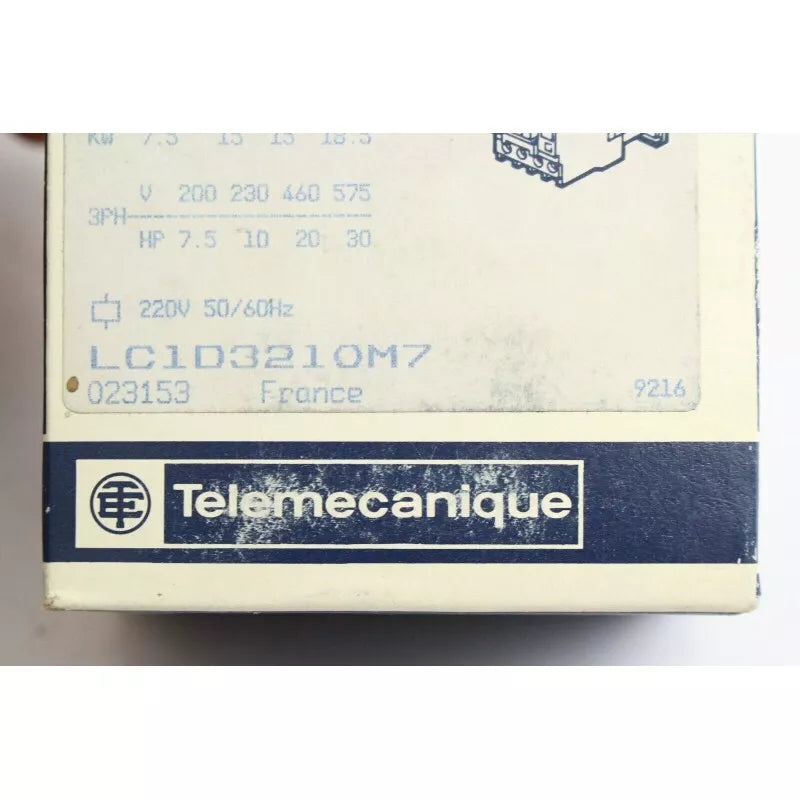 KW 7.5 15 15 18.5
V 200 230 460 575
3PH
HP 7.5 10 20 30
220V 50/60Hz
LC1D3210M7
023153 France 9216
TE Telemecanique